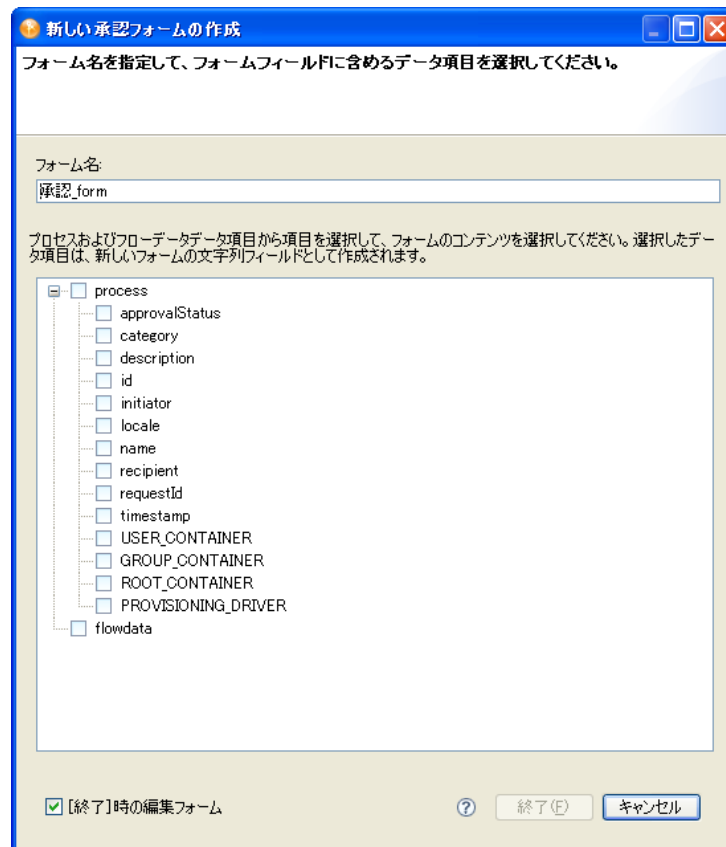 新しい承認フォームの作成
フォーム名を指定して、フォームフィールドに含めるデータ項目を選択してください。
フォーム名:
承認_form
プロセスおよびフローデータデータ項目から項目を選択して、フォームのコンテンツを選択してください。選択したデー
タ項目は、新しいフォームの文字列フィールドとして作成されます。
process
approvalStatus
category
description
id
initiator
locale
name
recipient
requestId
timestamp
USER_CONTAINER
GROUP_CONTAINER
ROOT_CONTAINER
PROVISIONING_DRIVER
flowdata
[終了]時の編集フォーム
終了(F)
キャンセル